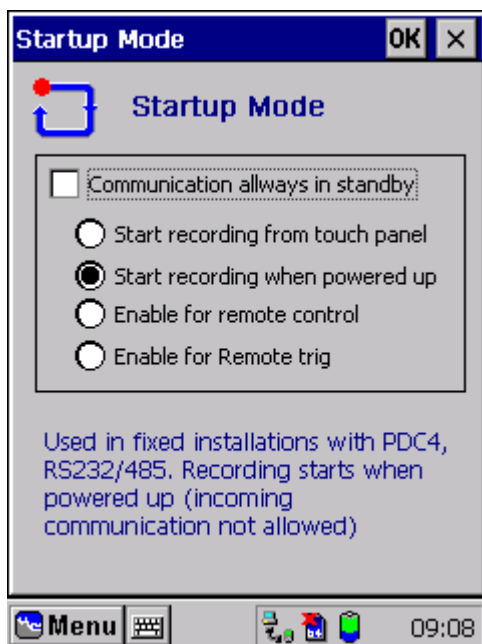 Startup Mode OK
Startup Mode
Communication allways in standby
Start recording from touch panel
Start recording when powered up
Enable for remote control
Enable for Remote trig
Used in fixed installations with PDC4,
RS232/485. Recording starts when
powered up (incoming
communication not allowed)
Menu 09:08